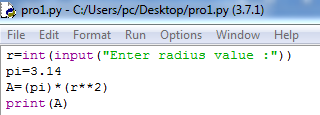 pro1.py - C:/Users/pc/Desktop/pro1.py (3.7.1)
File Edit Format Run Options Window Help
r=int(input("Enter radius value :"))
pi=3.14
A=(pi)*(r**2)
print(A)